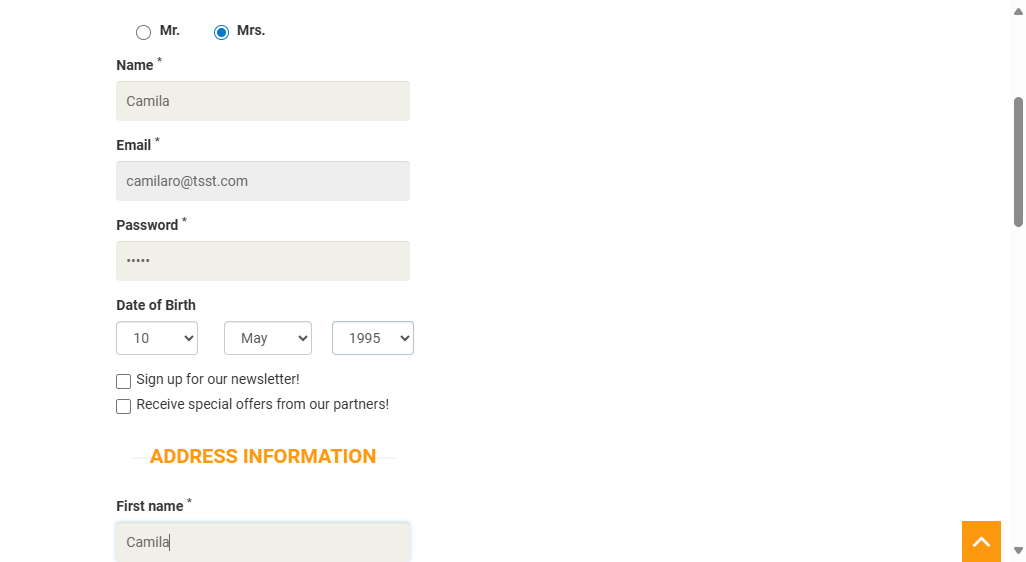 Mr. Mrs.
Name *
Camila
Email *
camilaro@tsst.com
Password *
•••••
Date of Birth
10 May 1995
Sign up for our newsletter!
Receive special offers from our partners!
ADDRESS INFORMATION
First name *
Camila